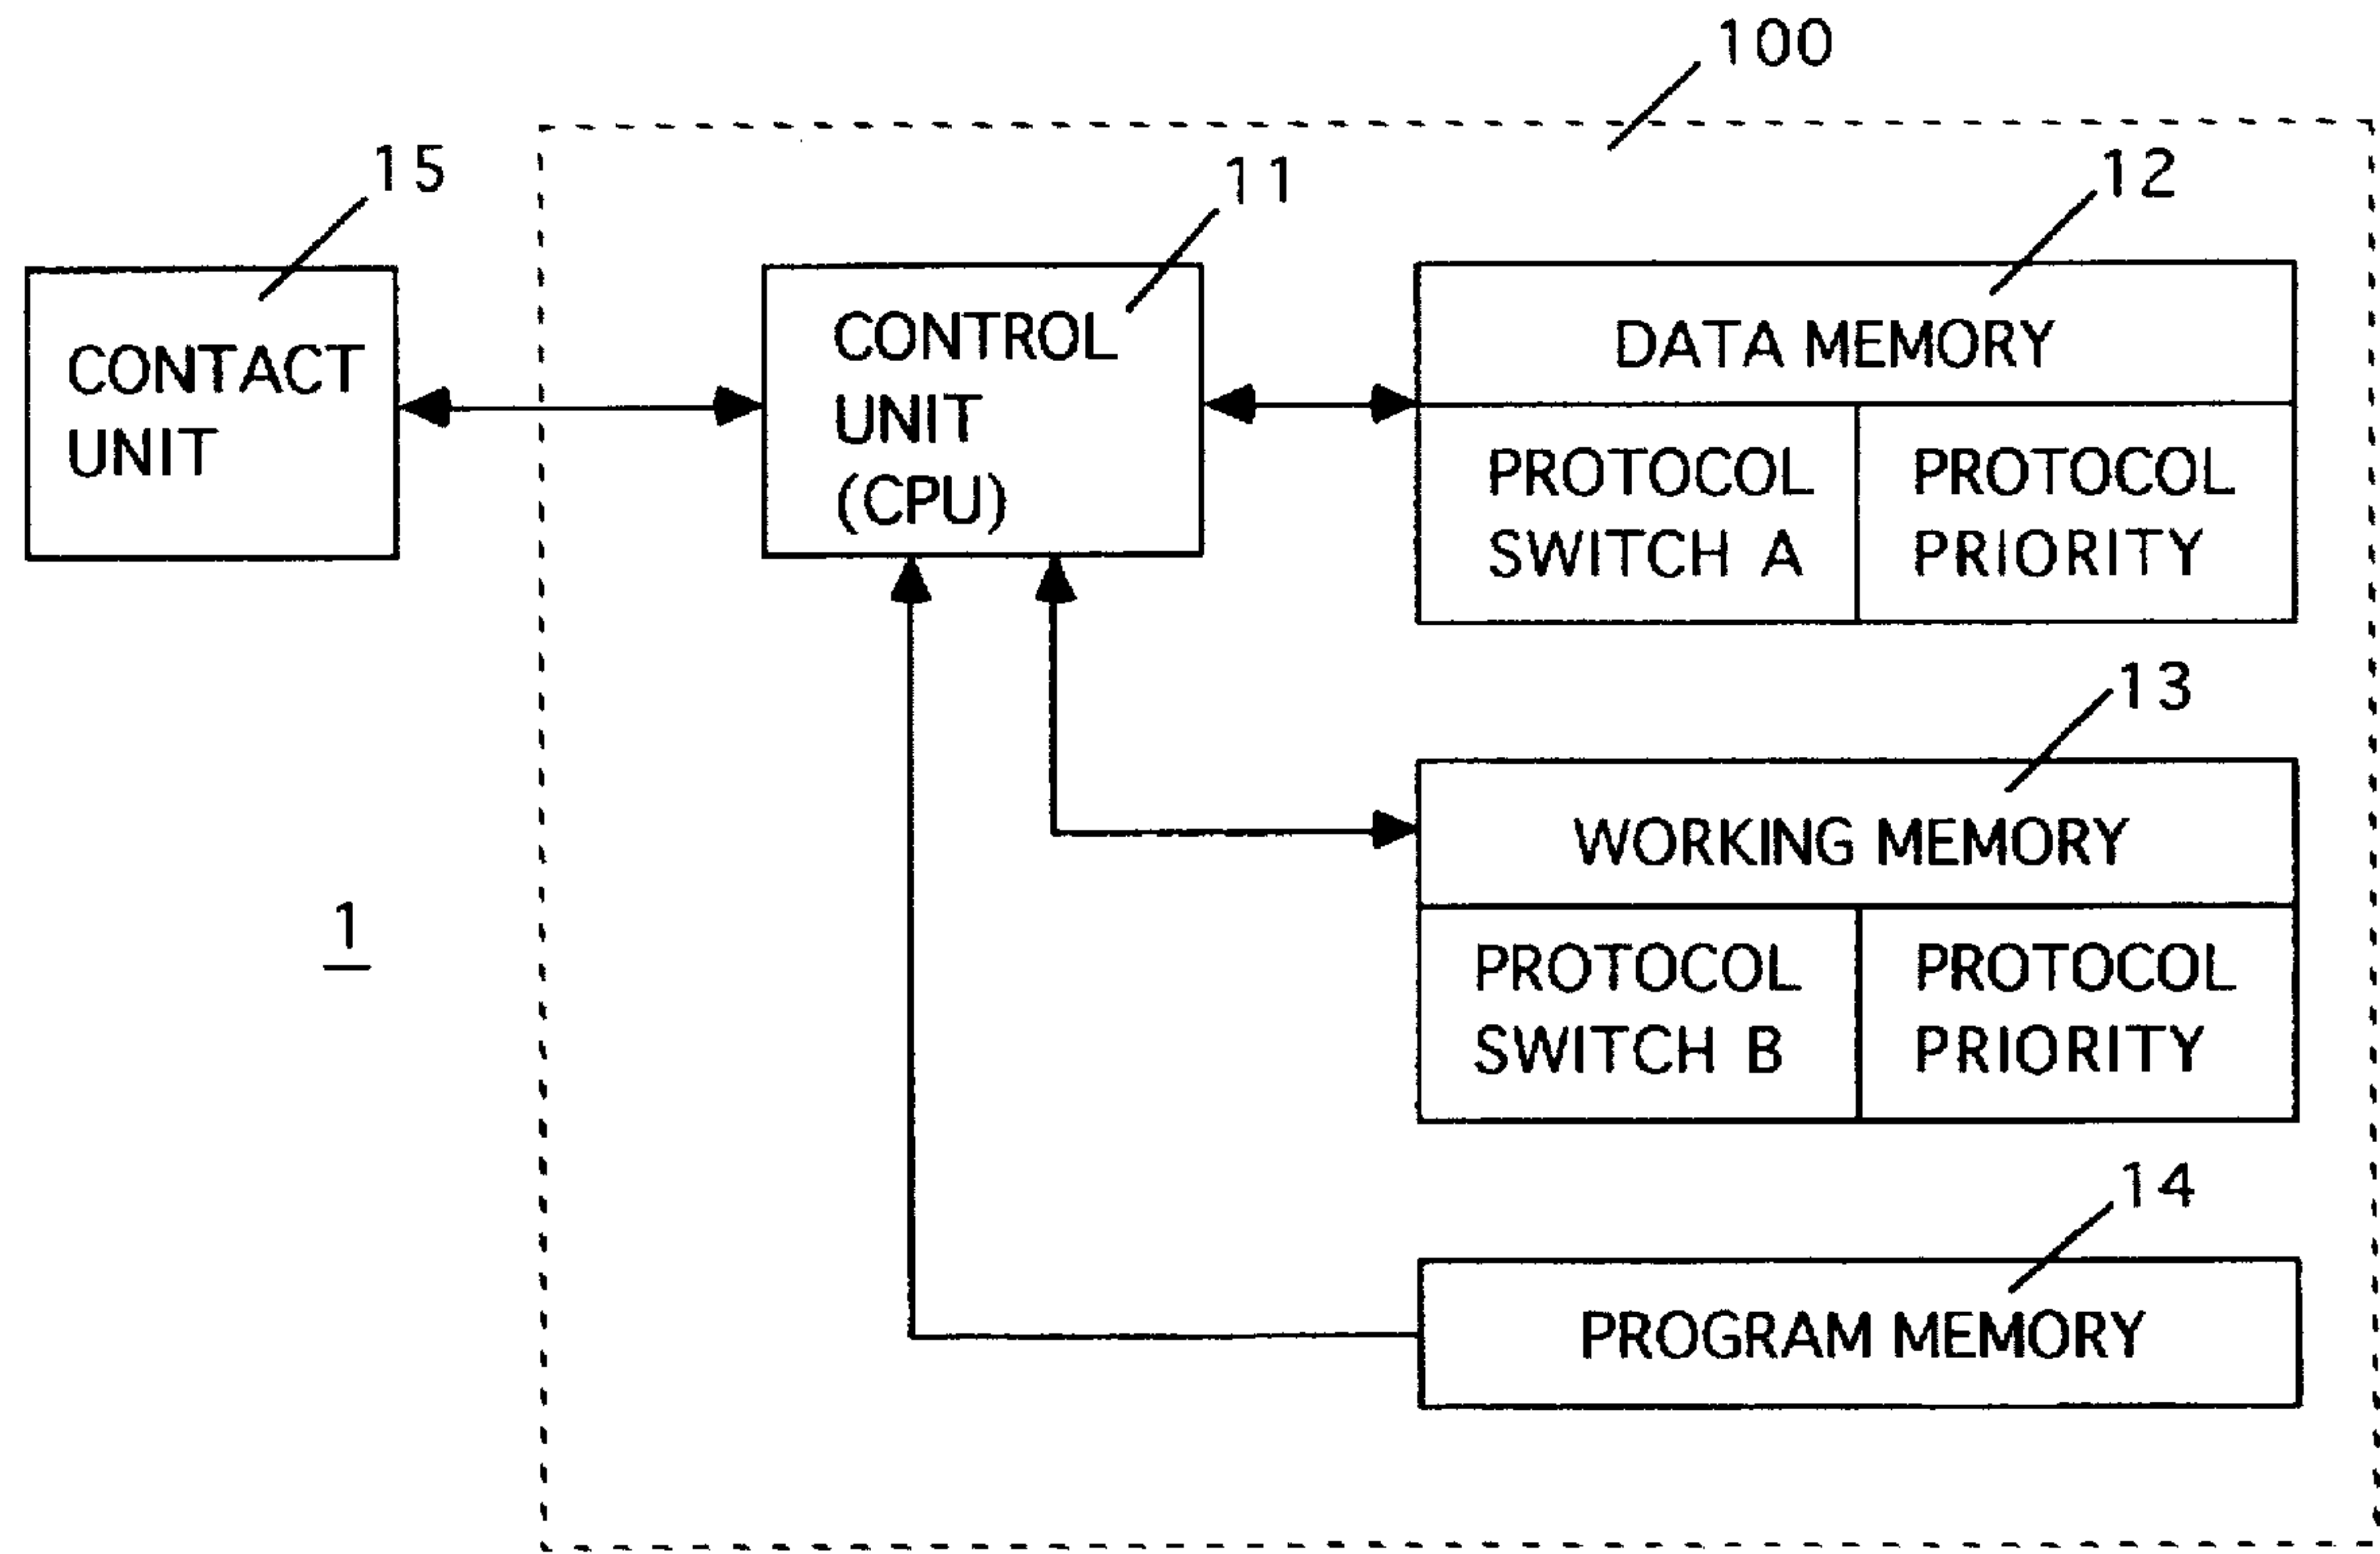 100
15
11
12
CONTACT
UNIT
CONTROL
UNIT
(CPU)
DATA MEMORY
PROTOCOL
SWITCH A
PROTOCOL
PRIORITY
13
WORKING MEMORY
PROTOCOL
SWITCH B
PROTOCOL
PRIORITY
1
14
PROGRAM MEMORY